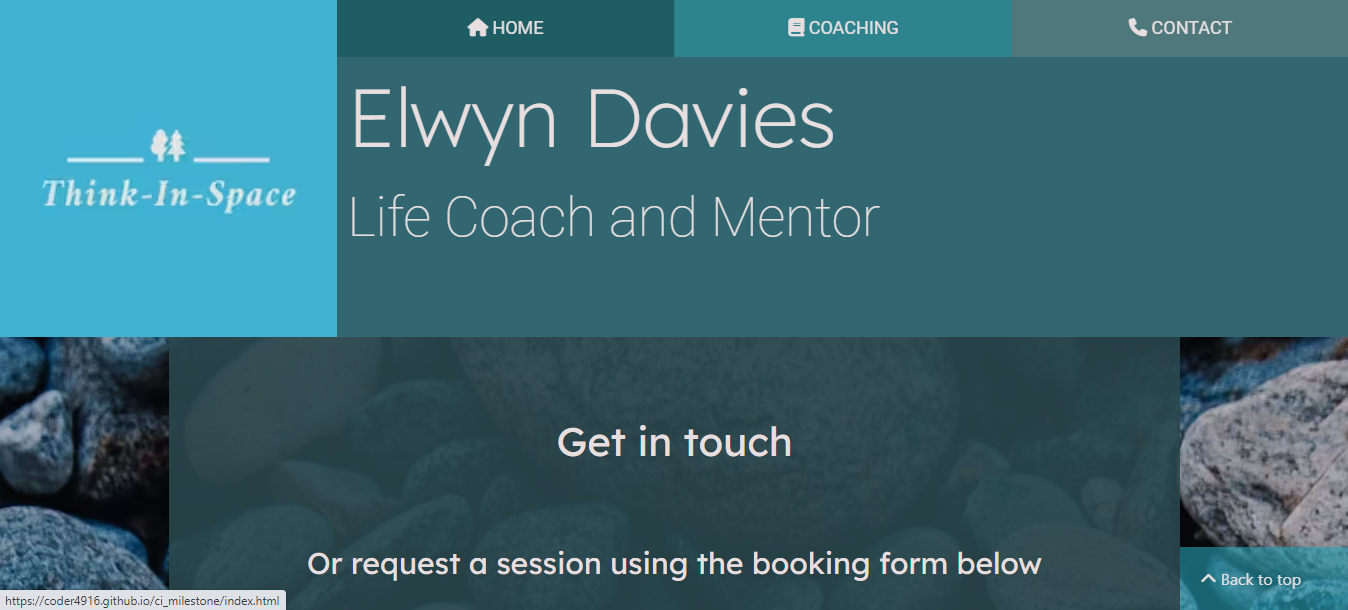 HOME
COACHING
CONTACT
Think-In-Space
Elwyn Davies
Life Coach and Mentor
Get in touch
Or request a session using the booking form below
Back to top
https://coder4916.github.io/ci_milestone/index.html